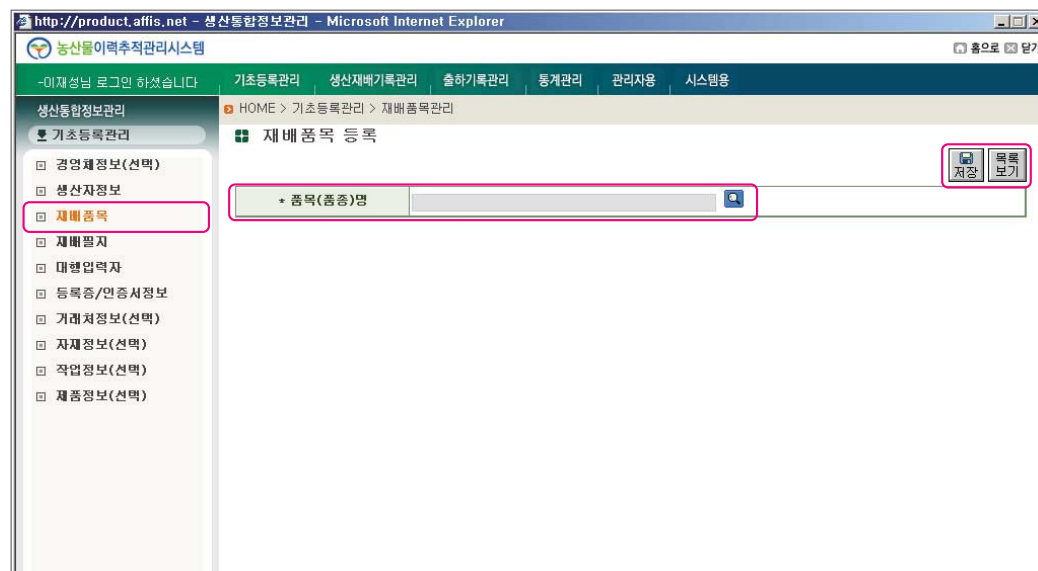 http://product.affis.net - 생산통합정보관리 - Microsoft Internet Explorer
농산물이력추적관리시스템
홈으로 닫기
-이재성님 로그인 하셨습니다
기초등록관리 생산재배기록관리 출하기록관리 통계관리 관리자용 시스템용
생산통합정보관리
HOME > 기초등록관리 > 재배품목관리
기초등록관리
재배품목 등록
저장
목록
보기
* 품목(품종)명
경영체정보(선택)
생산자정보
재배품목
재배필지
대행입력자
등록증/인증서정보
거래처정보(선택)
자재정보(선택)
작업정보(선택)
제품정보(선택)